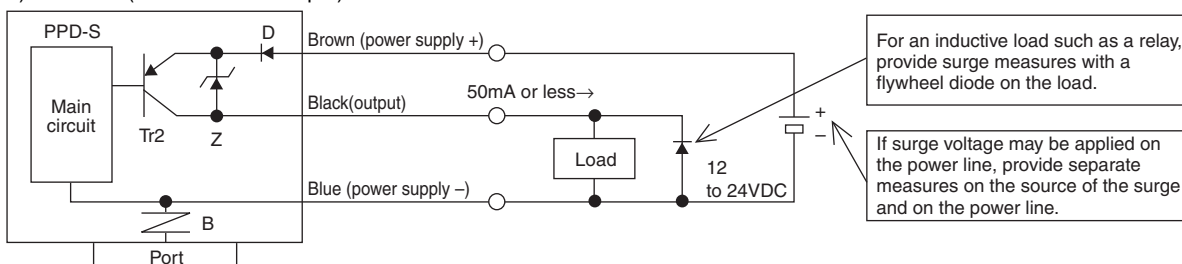 PPD-S
D
Brown (power supply +)
For an inductive load such as a relay,
provide surge measures with a
flywheel diode on the load.
Main
circuit
Black(output)
50mA or less→
Tr2
Z
+
–
Load
12
to 24VDC
If surge voltage may be applied on
the power line, provide separate
measures on the source of the surge
and on the power line.
Blue (power supply –)
B
Port